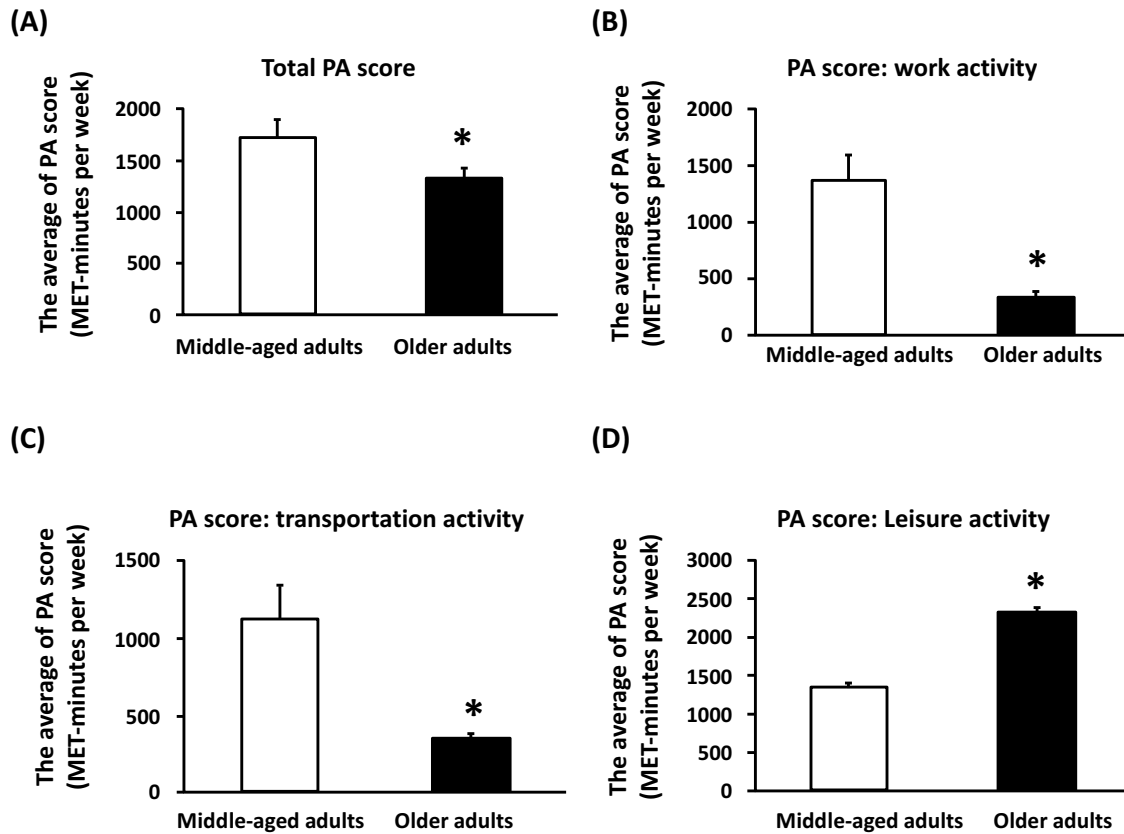 (A)
Total PA score
The average of PA score
(MET-minutes per week)
2000
1500
1000
500
0
*
Middle-aged adults
Older adults
(B)
PA score: work activity
The average of PA score
(MET-minutes per week)
2000
1500
1000
500
0
*
Middle-aged adults
Older adults
(C)
PA score: transportation activity
The average of PA score
(MET-minutes per week)
1500
1000
500
0
*
Middle-aged adults
Older adults
(D)
PA score: Leisure activity
The average of PA score
(MET-minutes per week)
3000
2500
2000
1500
1000
500
0
*
Middle-aged adults
Older adults